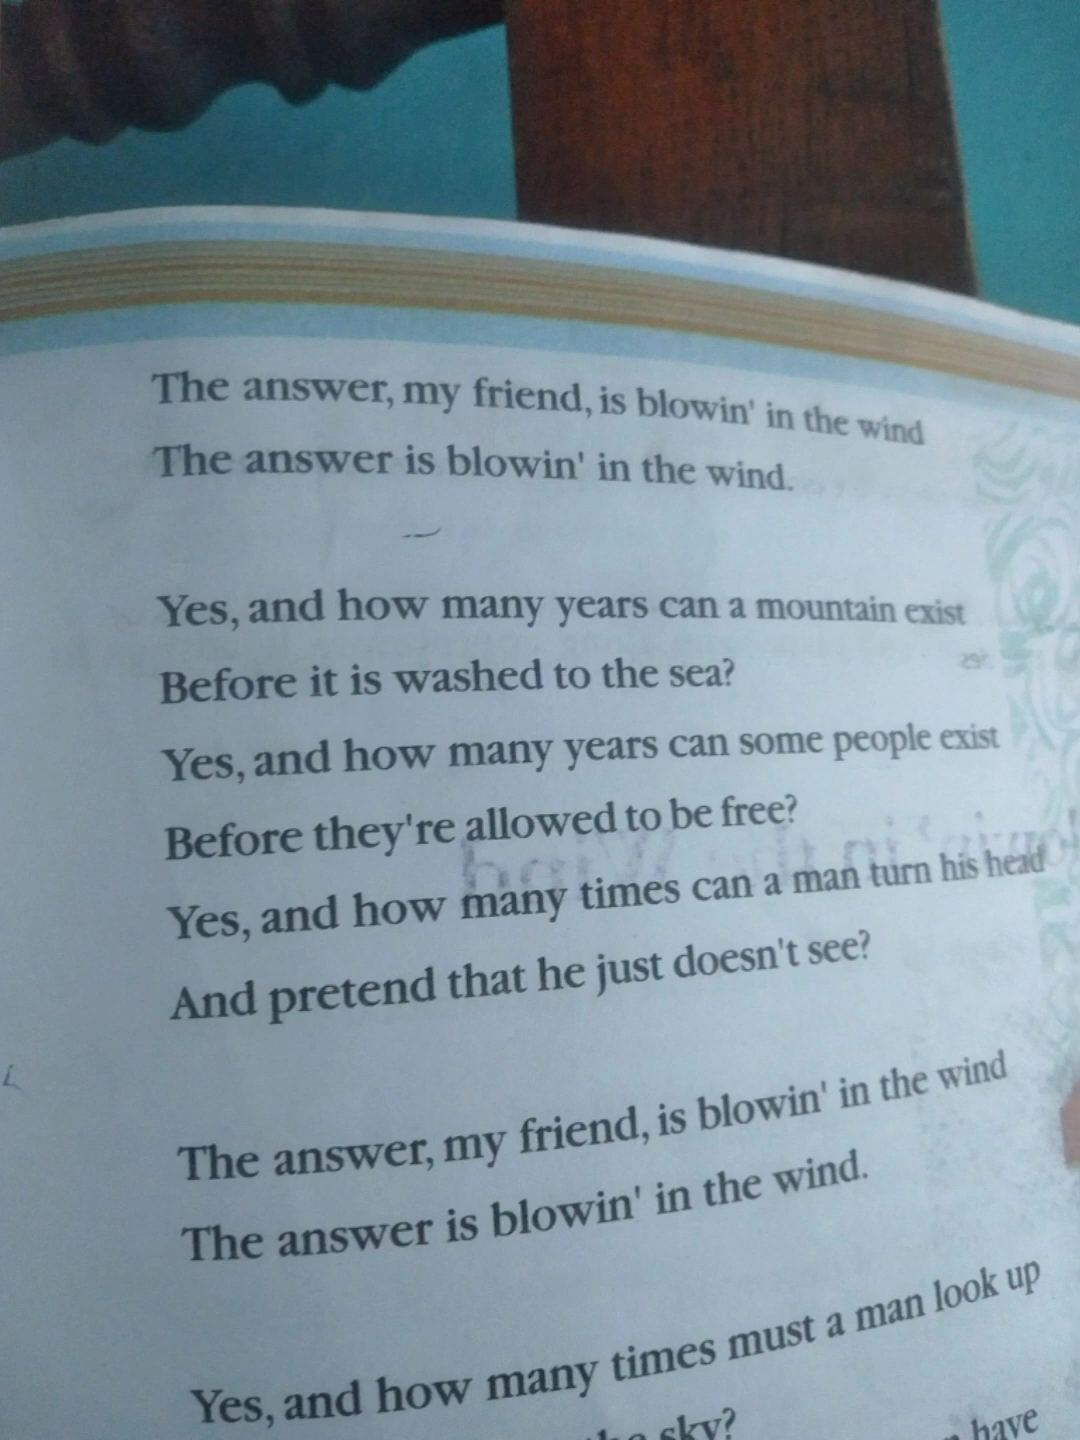 The answer, my friend, is blowin' in the wind
The answer is blowin' in the wind.
Yes, and how many years can a mountain exist
Before it is washed to the sea?
Yes, and how many years can some people exist
Before they're allowed to be free?
Yes, and how many times can a man turn his head
And pretend that he just doesn't see?
The answer, my friend, is blowin' in the wind
The answer is blowin' in the wind.
Yes, and how many times must a man look up
sky?
have